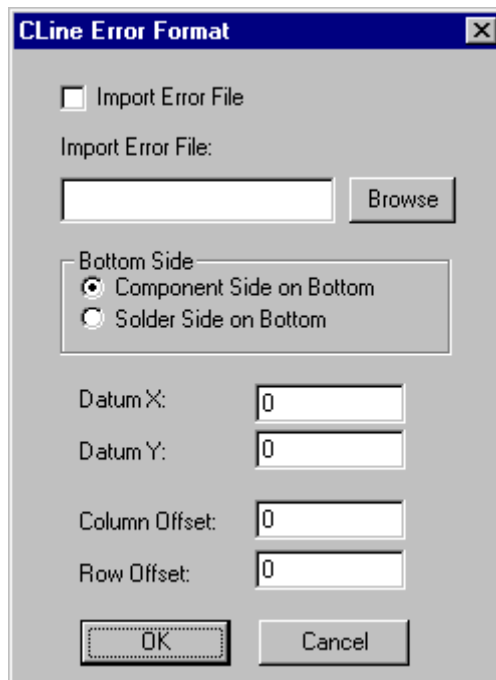 CLine Error Format
Import Error File
Import Error File:
Browse
Bottom Side
Component Side on Bottom
Solder Side on Bottom
Datum X: 0
Datum Y: 0
Column Offset: 0
Row Offset: 0
OK Cancel